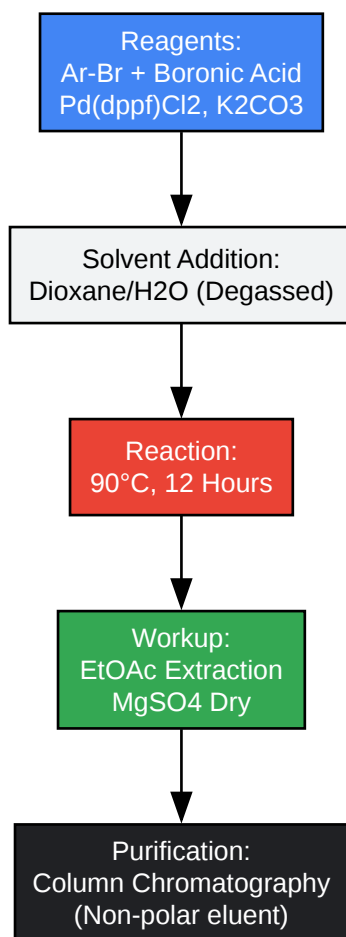 Reagents:
Ar-Br + Boronic Acid
Pd(dppf)Cl2, K2CO3
Solvent Addition:
Dioxane/H2O (Degassed)
Reaction:
90°C, 12 Hours
Workup:
EtOAc Extraction
MgSO4 Dry
Purification:
Column Chromatography
(Non-polar eluent)